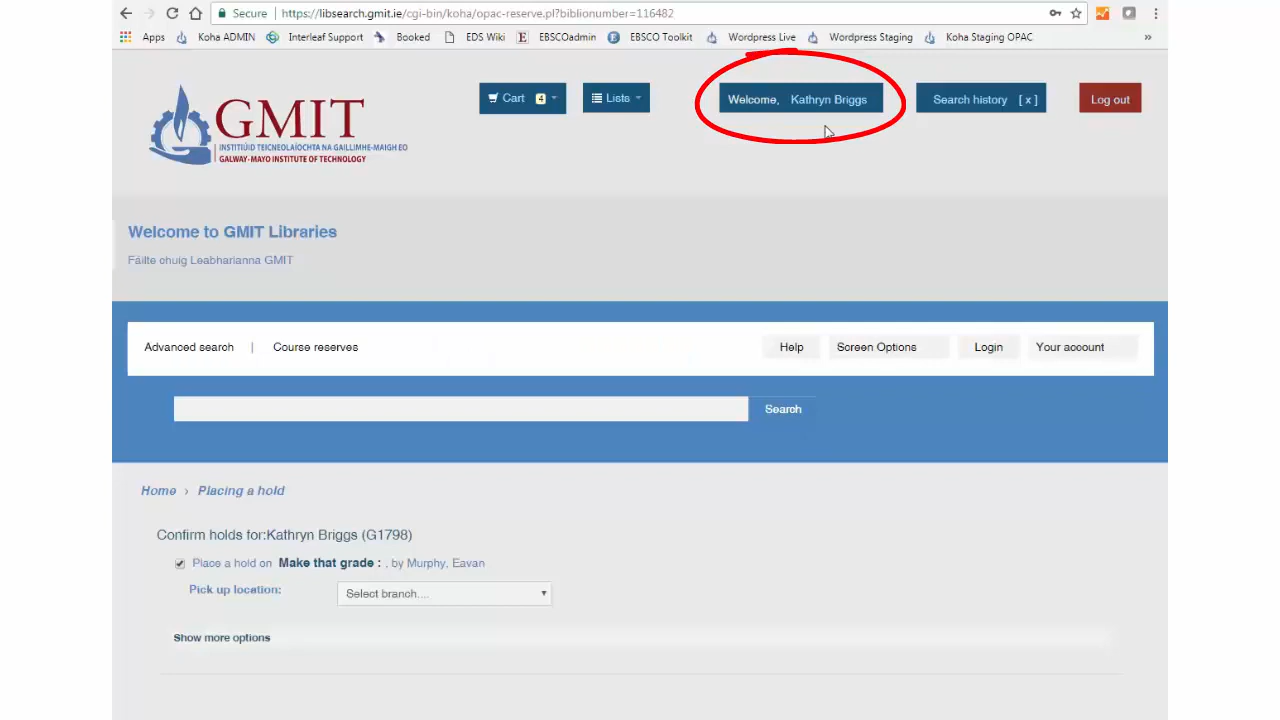 Secure https://libsearch.gmit.ie/cgi-bin/koha/opac-reserve.pl?biblionumber=116482
Apps Koha ADMIN Interleaf Support Booked EDS Wiki E EBSCOadmin EBSCO Toolkit Wordpress Live Wordpress Staging Koha Staging OPAC »
Cart 4 Lists Welcome, Kathryn Briggs Search history [ x ] Log out
GMIT
INSTITIÚID TEICNEOLAÍOCHTA NA GAILLIMHE-MAIGH EO
GALWAY-MAYO INSTITUTE OF TECHNOLOGY
Welcome to GMIT Libraries
Fáilte chuig Leabharlanna GMIT
Advanced search | Course reserves Help Screen Options Login Your account
Search
Home › Placing a hold
Confirm holds for:Kathryn Briggs (G1798)
Place a hold on Make that grade : , by Murphy, Eavan
Pick up location: Select branch....
Show more options